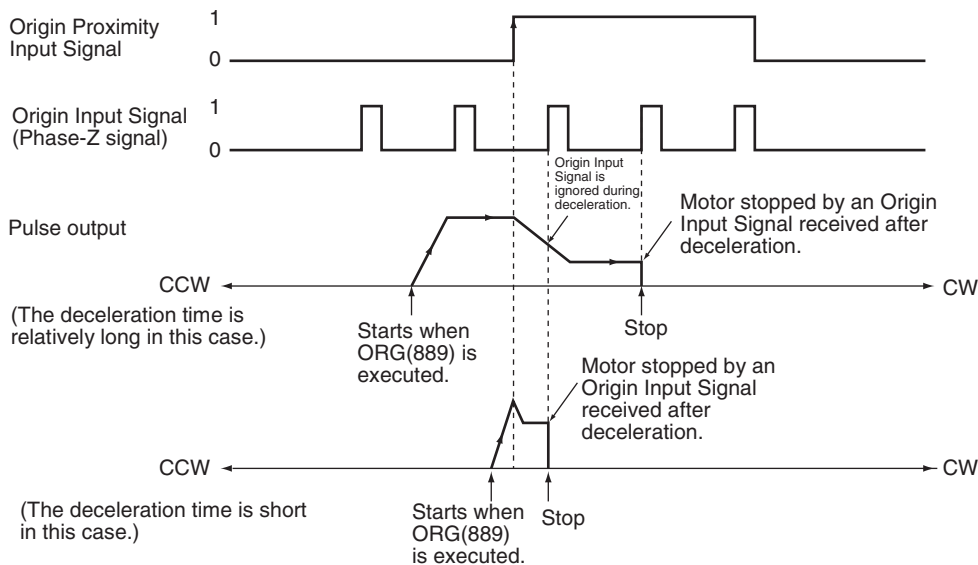 Origin Proximity
Input Signal
1
0
Origin Input Signal
(Phase-Z signal)
1
0
Origin Input
Signal is
ignored during
deceleration.
Pulse output
Motor stopped by an Origin
Input Signal received after
deceleration.
CCW
CW
(The deceleration time is
relatively long in this case.)
Starts when
ORG(889) is
executed.
Stop
Motor stopped by an
Origin Input Signal
received after
deceleration.
CCW
CW
(The deceleration time is short
in this case.)
Starts when
ORG(889)
is executed.
Stop